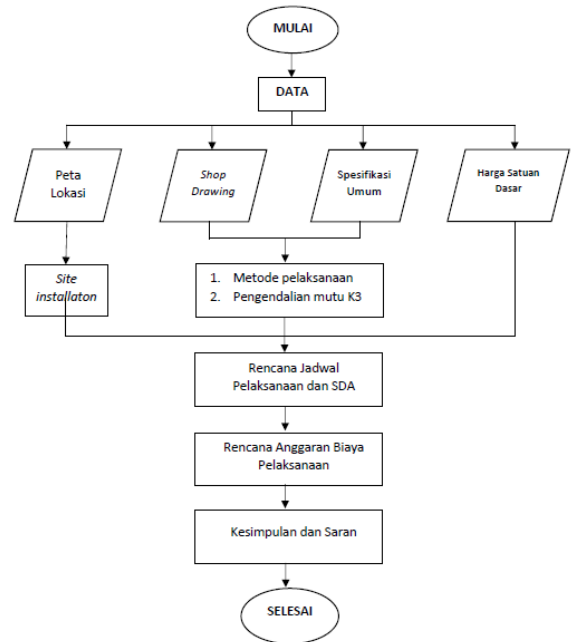 MULAI
DATA
Peta
Lokasi
Shop
Drawing
Spesifikasi
Umum
Harga Satuan
Dasar
Site
installaton
1. Metode pelaksanaan
2. Pengendalian mutu K3
Rencana Jadwal
Pelaksanaan dan SDA
Rencana Anggaran Biaya
Pelaksanaan
Kesimpulan dan Saran
SELESAI